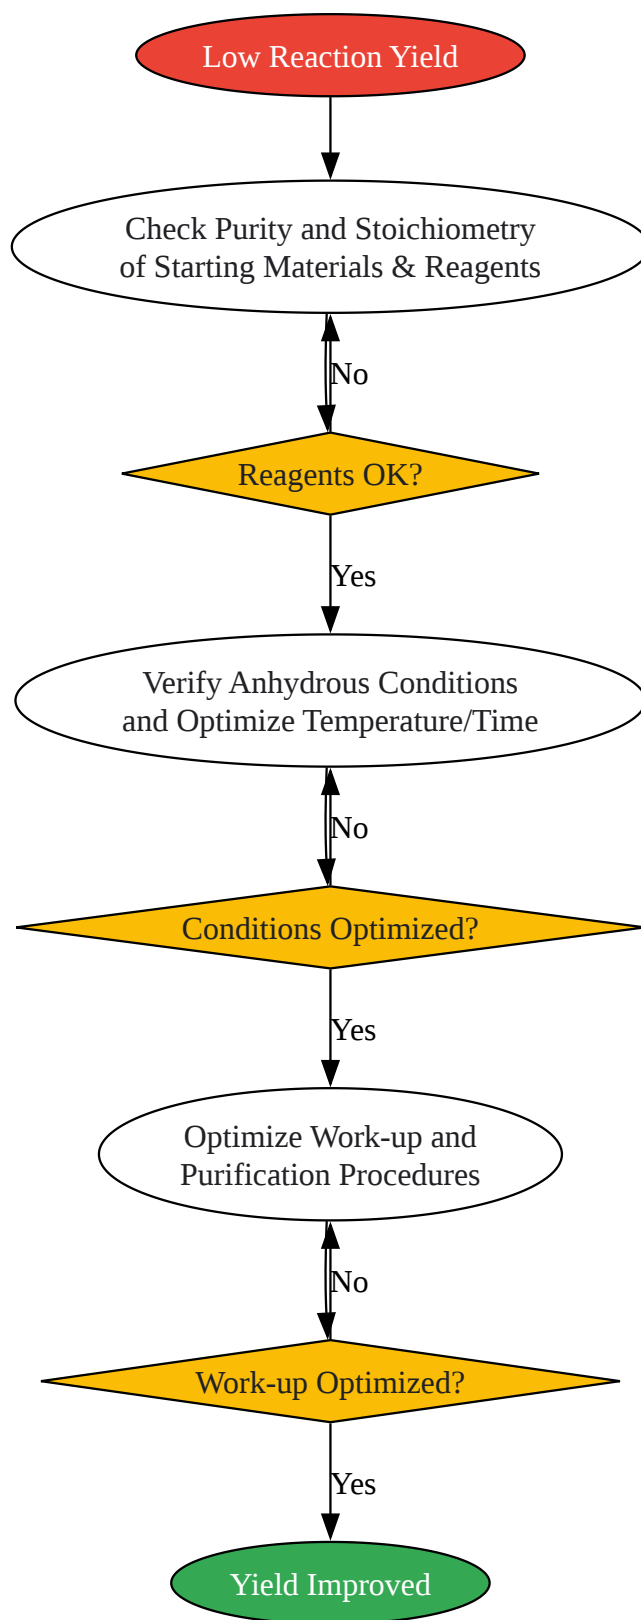 Low Reaction Yield
Check Purity and Stoichiometry
of Starting Materials & Reagents
No
Reagents OK?
Yes
Verify Anhydrous Conditions
and Optimize Temperature/Time
No
Conditions Optimized?
Yes
Optimize Work-up and
Purification Procedures
No
Work-up Optimized?
Yes
Yield Improved